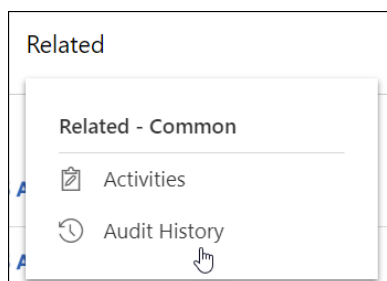 Related
Related - Common
A
Activities
Audit History
A